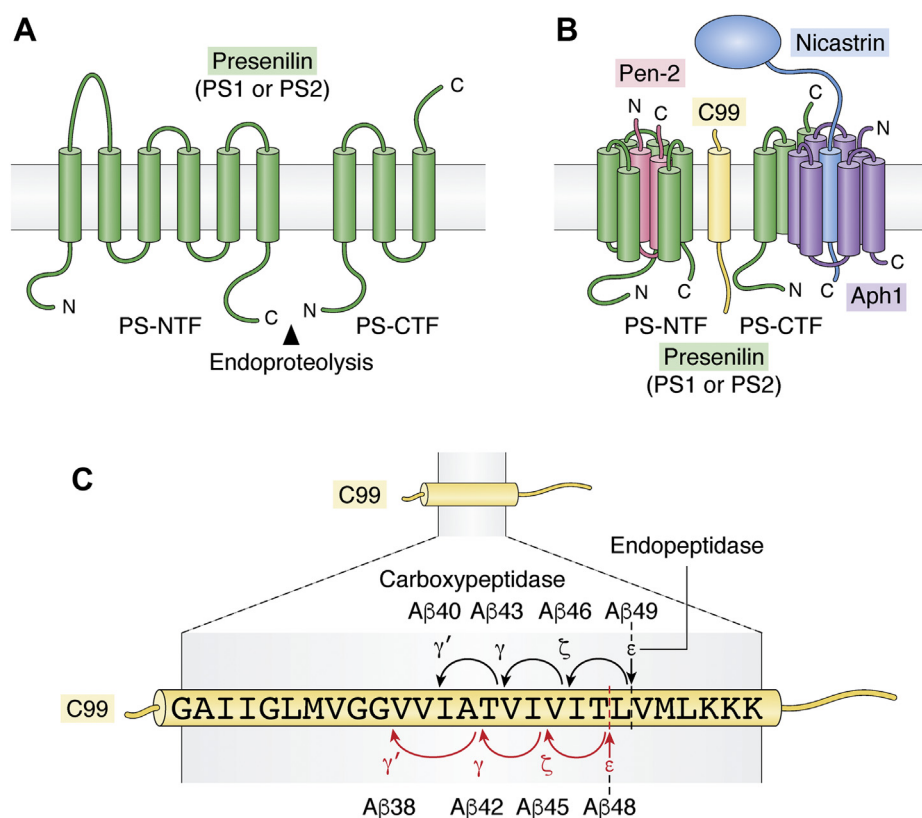 A
Presenilin
(PS1 or PS2)
C
N
C
N
PS-NTF
PS-CTF
Endoproteolysis
B
Nicastrin
Pen-2
C99
N
C
C
N
N
C
C
Aph1
PS-NTF
PS-CTF
Presenilin
(PS1 or PS2)
C
C99
Endopeptidase
Carboxypeptidase
Aβ40 Aβ43 Aβ46 Aβ49
γ′ γ ζ ε
C99
GAIIGLMVGGVVIATVIVITLVMLKKK
γ′ γ ζ ε
Aβ38 Aβ42 Aβ45 Aβ48